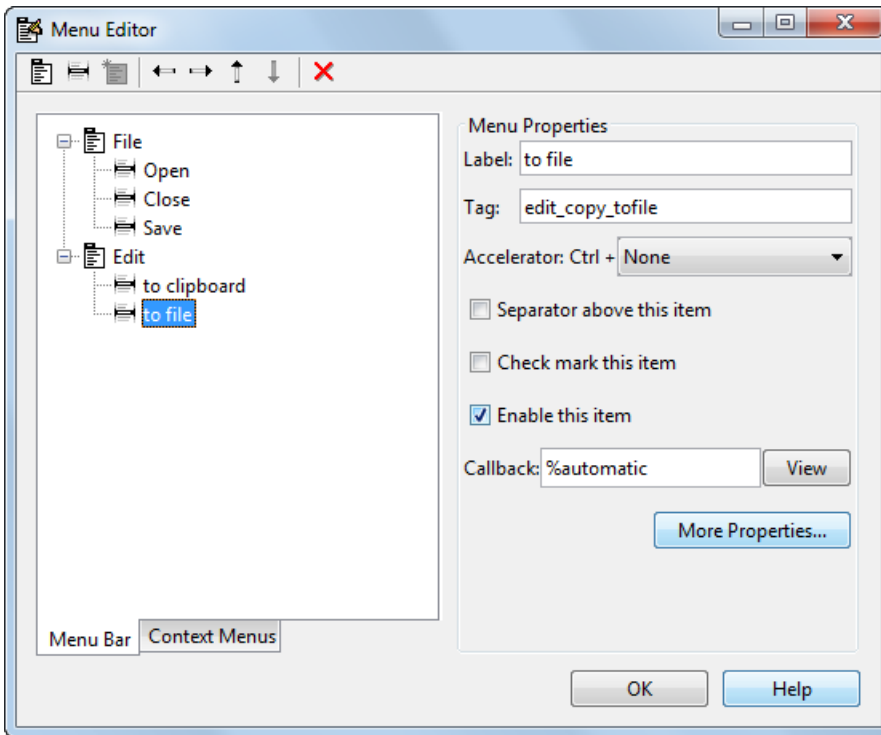 Menu Editor
File
Open
Close
Save
Edit
to clipboard
to file
Menu Bar
Context Menus
Menu Properties
Label: to file
Tag: edit_copy_tofile
Accelerator: Ctrl + None
Separator above this item
Check mark this item
Enable this item
Callback: %automatic View
More Properties...
OK Help